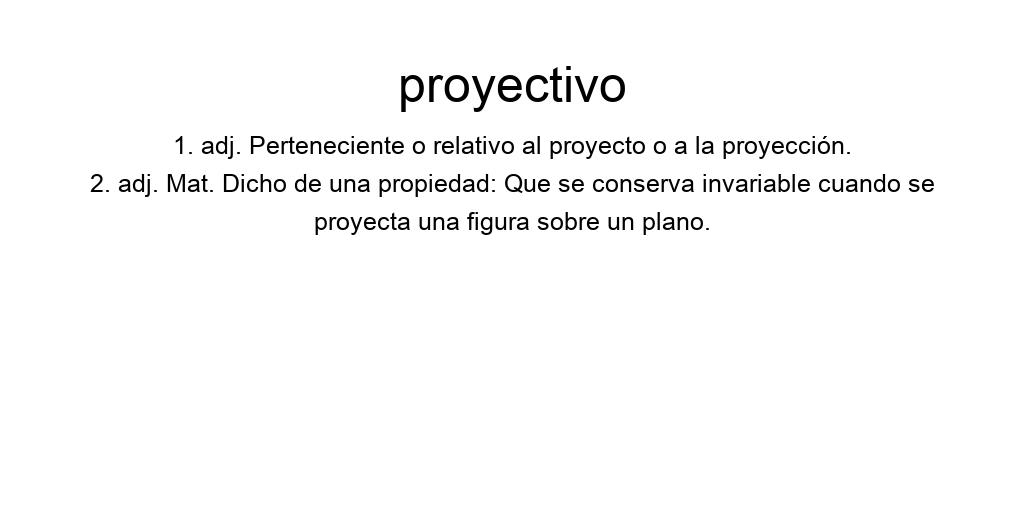 proyectivo
1. adj. Perteneciente o relativo al proyecto o a la proyección.
2. adj. Mat. Dicho de una propiedad: Que se conserva invariable cuando se
proyecta una figura sobre un plano.